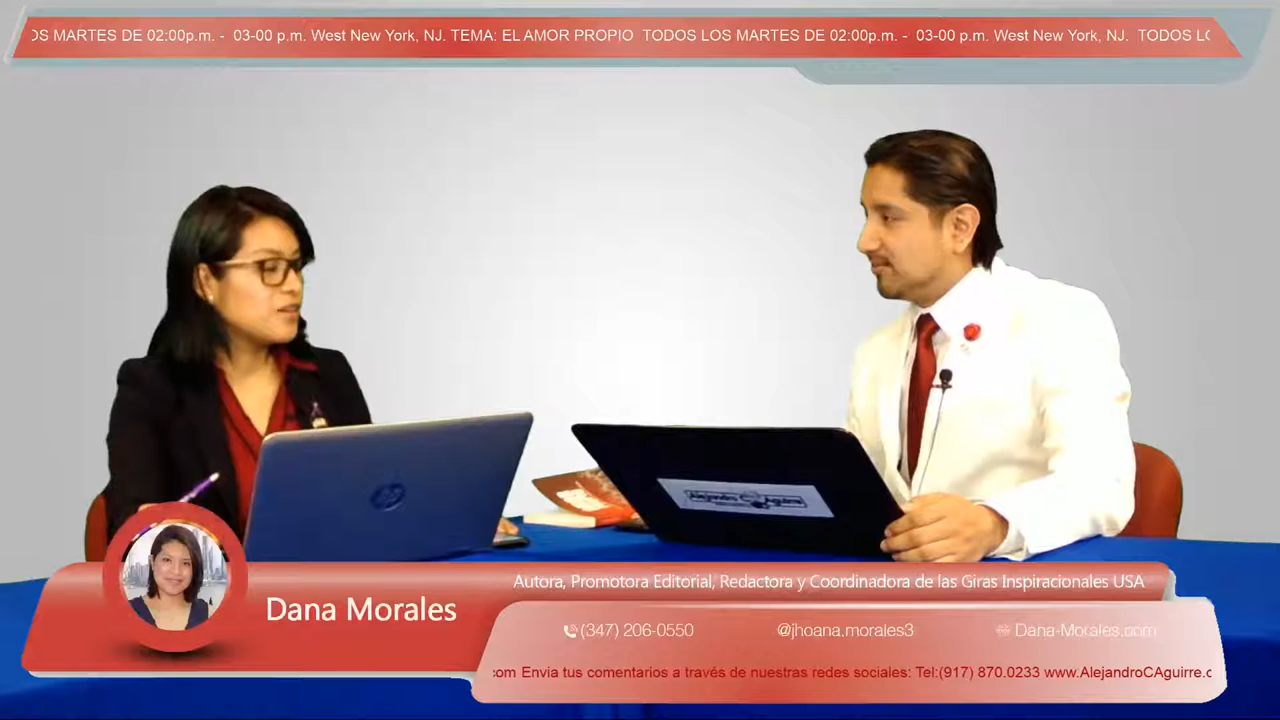 OS MARTES DE 02:00p.m. - 03-00 p.m. West New York, NJ. TEMA: EL AMOR PROPIO TODOS LOS MARTES DE 02:00p.m. - 03-00 p.m. West New York, NJ. TODOS LO
hp
Alejandro C Aguirre
Autora, Promotora Editorial, Redactora y Coordinadora de las Giras Inspiracionales USA
Dana Morales
(347) 206-0550 @jhoana.morales3 Dana-Morales.com
com Envia tus comentarios a través de nuestras redes sociales: Tel:(917) 870.0233 www.AlejandroCAguirre.c